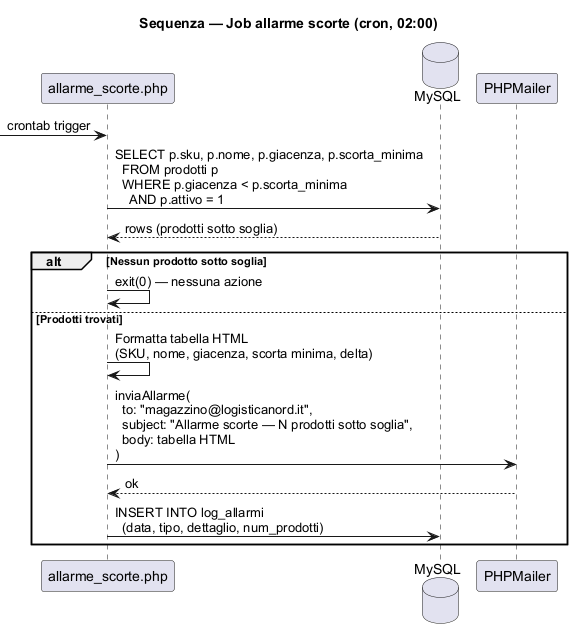 Sequenza — Job allarme scorte (cron, 02:00)
allarme_scorte.php
MySQL
PHPMailer
crontab trigger
SELECT p.sku, p.nome, p.giacenza, p.scorta_minima
FROM prodotti p
WHERE p.giacenza < p.scorta_minima
AND p.attivo = 1
rows (prodotti sotto soglia)
alt
[Nessun prodotto sotto soglia]
exit(0) — nessuna azione
[Prodotti trovati]
Formatta tabella HTML
(SKU, nome, giacenza, scorta minima, delta)
inviaAllarme(
to: "magazzino@logisticanord.it",
subject: "Allarme scorte — N prodotti sotto soglia",
body: tabella HTML
)
ok
INSERT INTO log_allarmi
(data, tipo, dettaglio, num_prodotti)
allarme_scorte.php
MySQL
PHPMailer